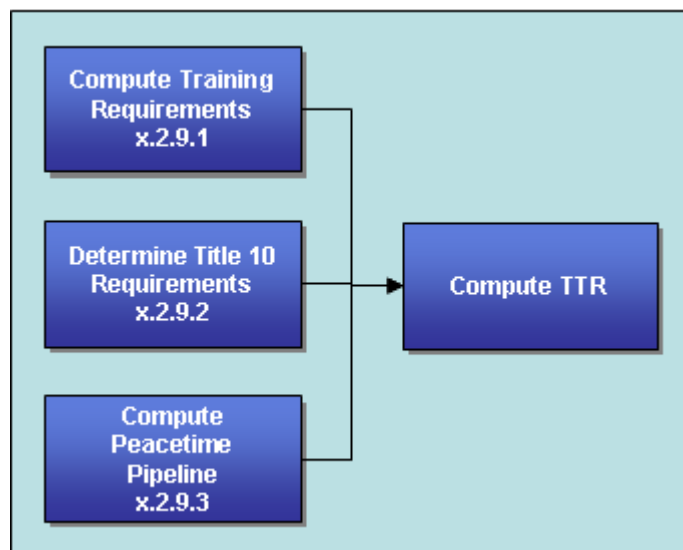 Compute Training
Requirements
x.2.9.1
Determine Title 10
Requirements
x.2.9.2
Compute TTR
Compute
Peacetime
Pipeline
x.2.9.3